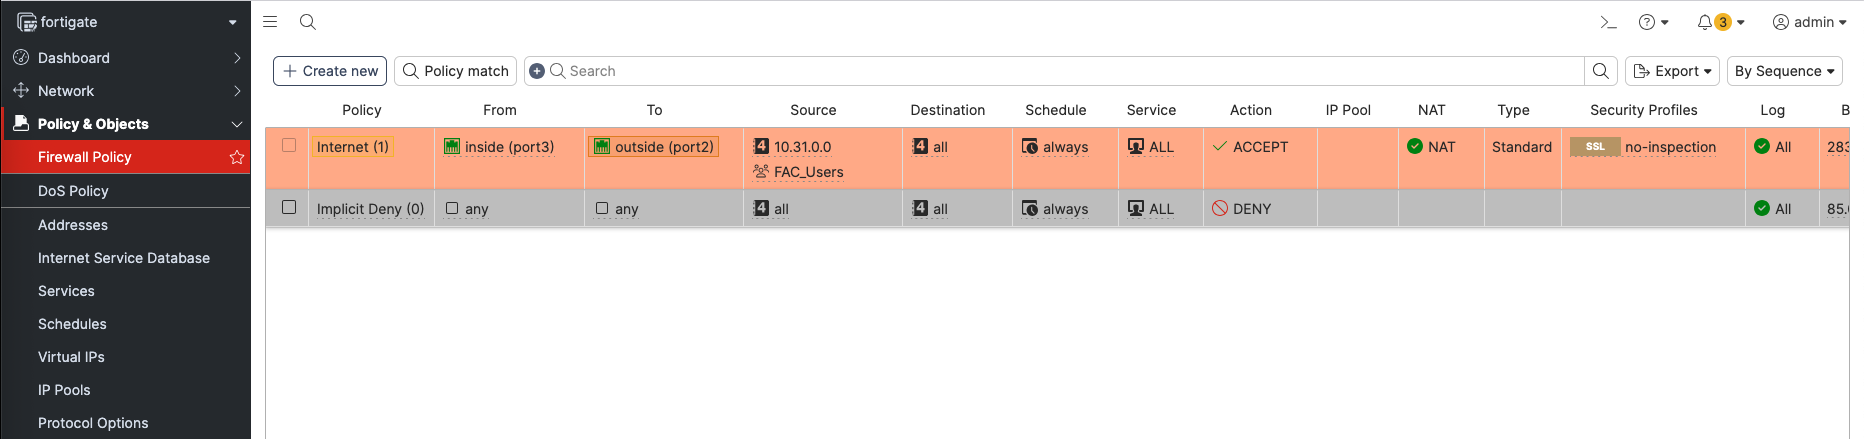 fortigate
3
admin
Dashboard
Network
Policy & Objects
Firewall Policy
DoS Policy
Addresses
Internet Service Database
Services
Schedules
Virtual IPs
IP Pools
Protocol Options
Create new
Policy match
Search
Export
By Sequence
Policy From To Source Destination Schedule Service Action IP Pool NAT Type Security Profiles Log B
Internet (1) inside (port3) outside (port2) 4 10.31.0.0 4 all always ALL ACCEPT NAT Standard SSL no-inspection All 283
FAC_Users
Implicit Deny (0) any any 4 all 4 all always ALL DENY All 85.